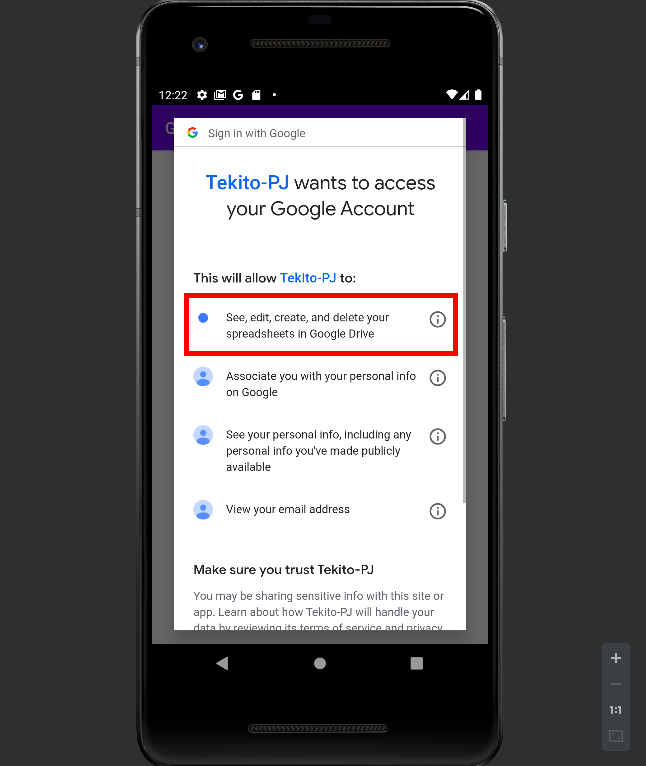 12:22
G
Sign in with Google
Tekito-PJ wants to access
your Google Account
This will allow Tekito-PJ to:
See, edit, create, and delete your
spreadsheets in Google Drive
Associate you with your personal info
on Google
See your personal info, including any
personal info you've made publicly
available
View your email address
Make sure you trust Tekito-PJ
You may be sharing sensitive info with this site or
app. Learn about how Tekito-PJ will handle your
data by reviewing its terms of service and privacy
1:1